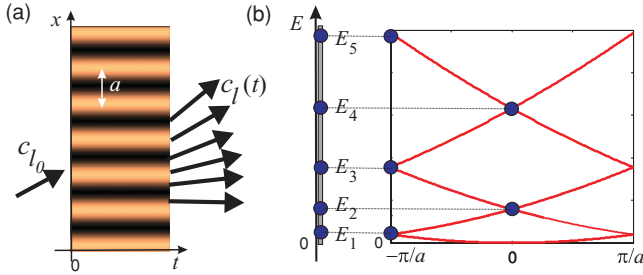 (a)
x
a
c_l(t)
c_{l_0}
0
t
(b)
E
E_5
E_4
E_3
E_2
E_1
0
0
−π/a
0
π/a